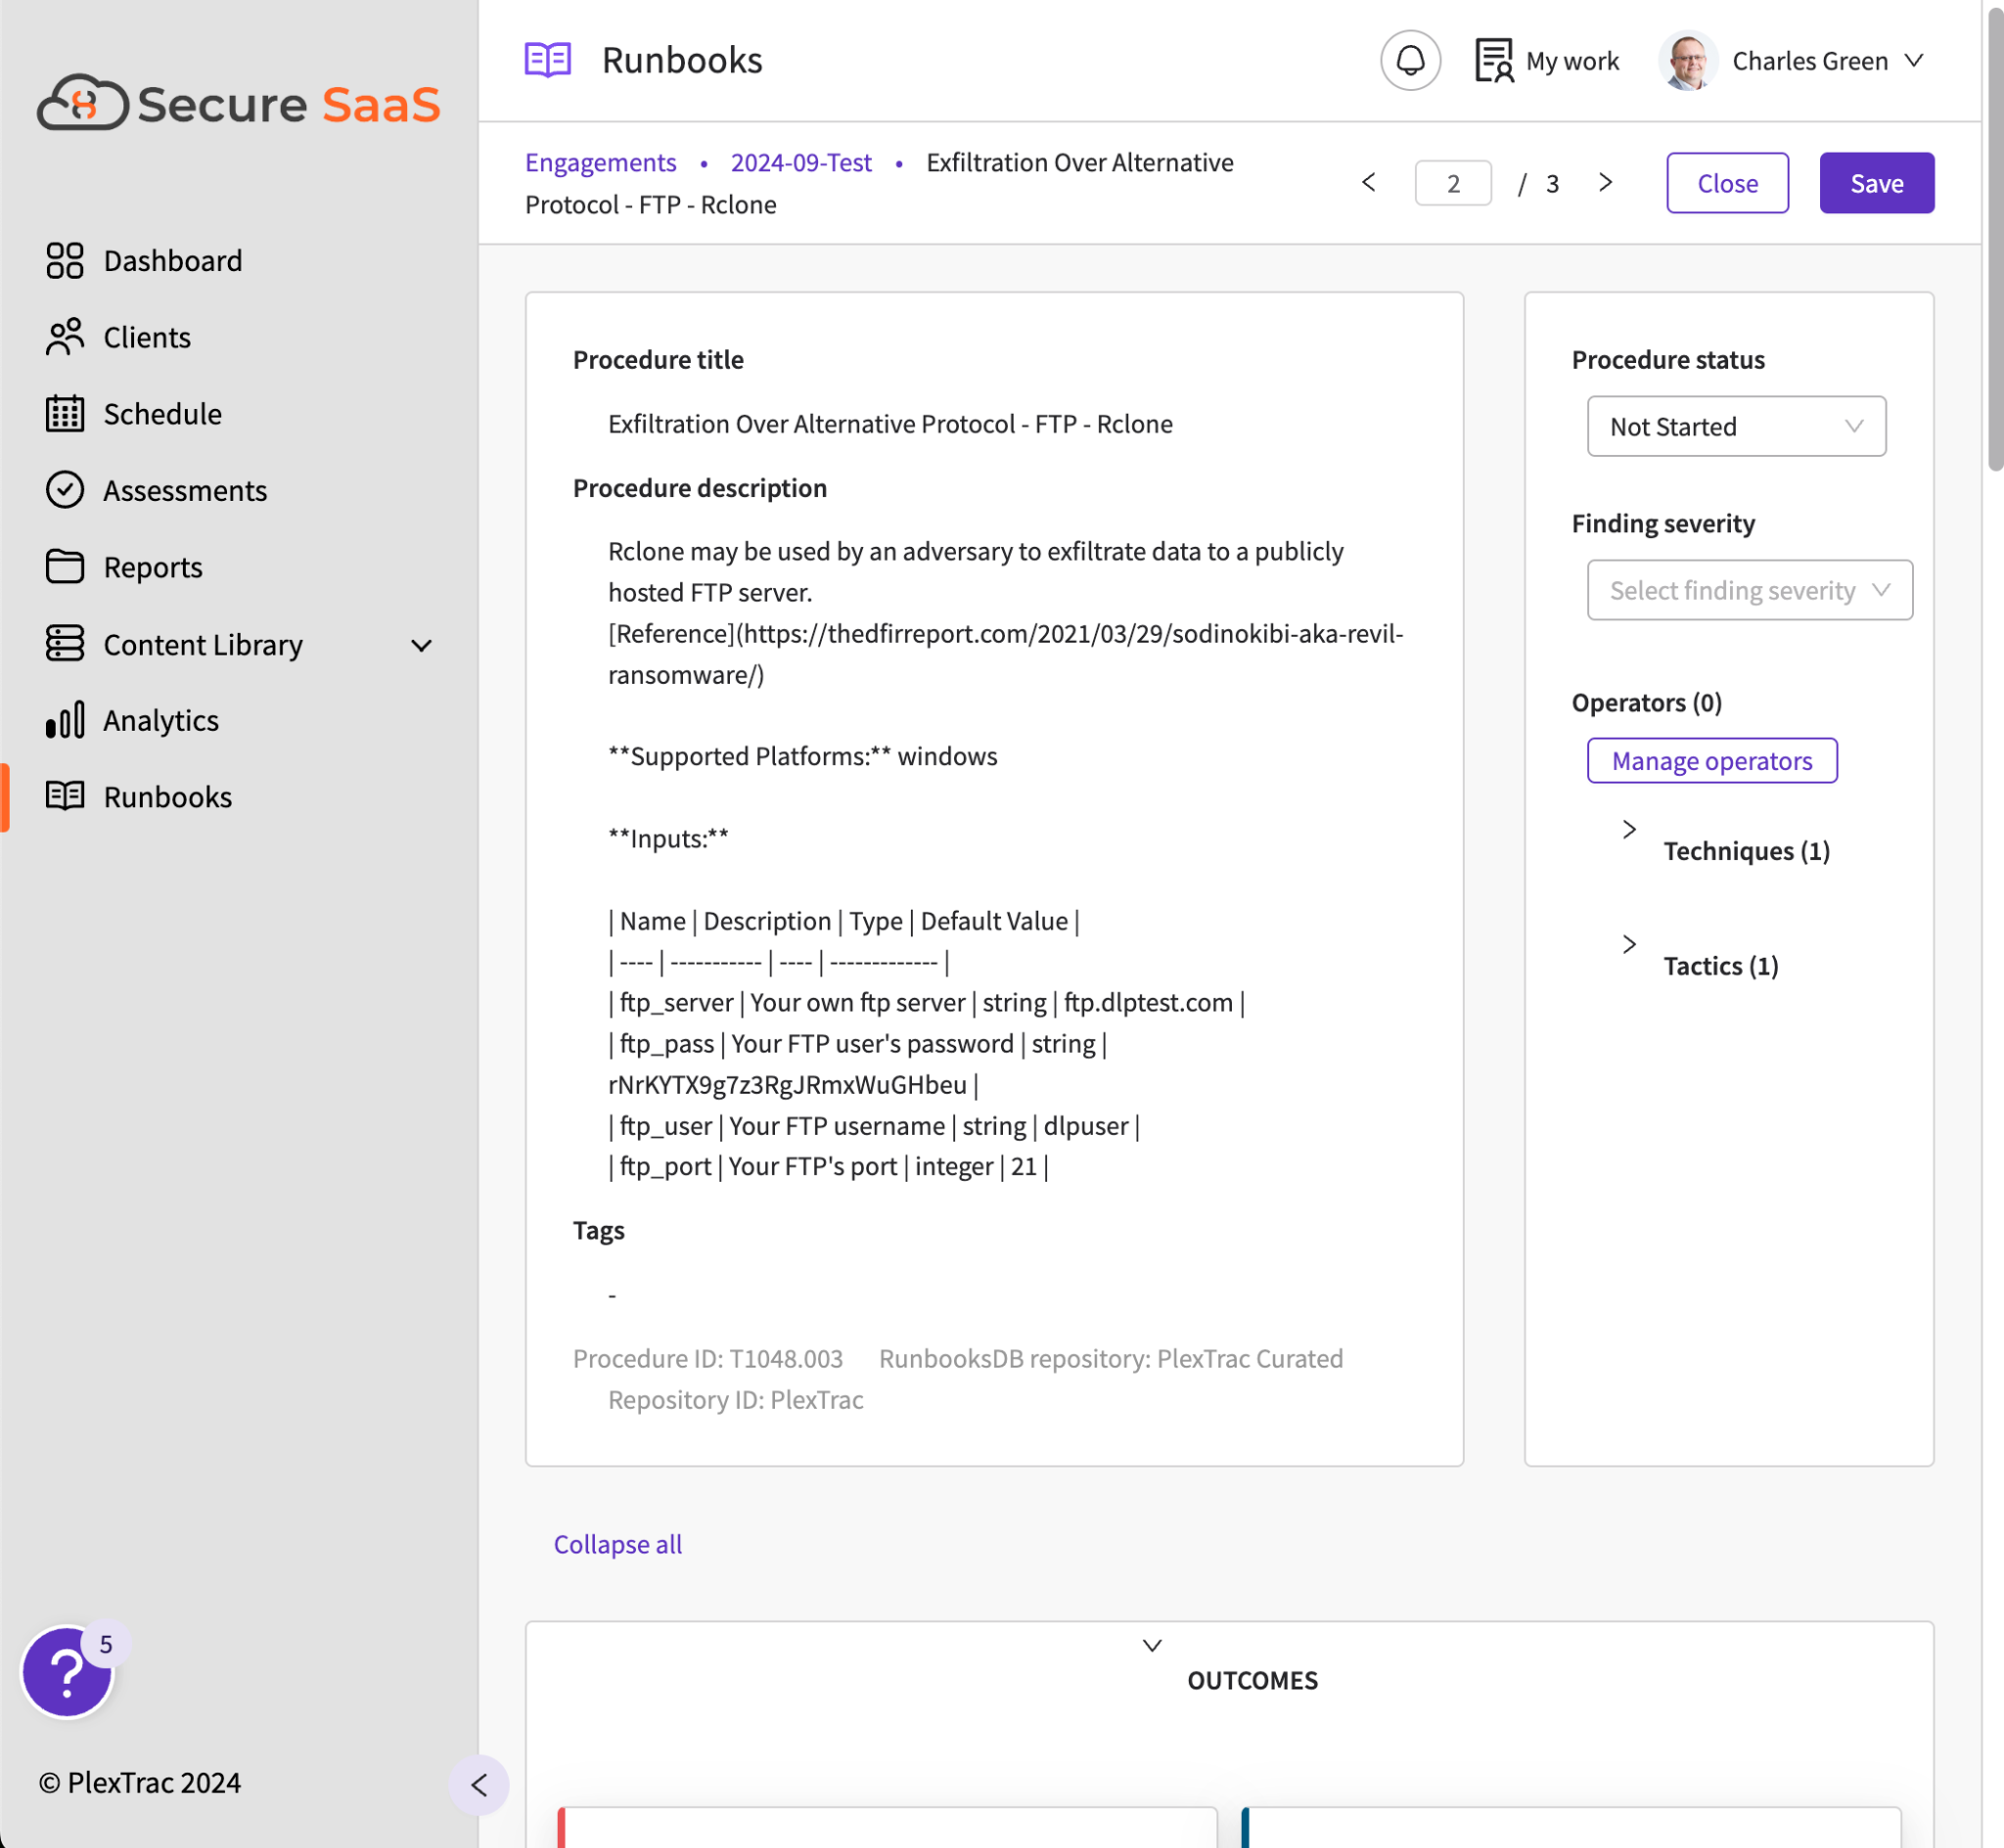 Secure SaaS
Dashboard
Clients
Schedule
Assessments
Reports
Content Library
Analytics
Runbooks
5
© PlexTrac 2024
Runbooks
My work
Charles Green
Engagements • 2024-09-Test • Exfiltration Over Alternative
Protocol - FTP - Rclone
2 / 3
Close
Save
Procedure title
Exfiltration Over Alternative Protocol - FTP - Rclone
Procedure description
Rclone may be used by an adversary to exfiltrate data to a publicly
hosted FTP server.
[Reference](https://thedfirreport.com/2021/03/29/sodinokibi-aka-revil-
ransomware/)
**Supported Platforms:** windows
**Inputs:**
| Name | Description | Type | Default Value |
| ---- | ----------- | ---- | ------------- |
| ftp_server | Your own ftp server | string | ftp.dlptest.com |
| ftp_pass | Your FTP user's password | string |
rNrKYTX9g7z3RgJRmxWuGHbeu |
| ftp_user | Your FTP username | string | dlpuser |
| ftp_port | Your FTP's port | integer | 21 |
Tags
-
Procedure ID: T1048.003 RunbooksDB repository: PlexTrac Curated
Repository ID: PlexTrac
Procedure status
Not Started
Finding severity
Select finding severity
Operators (0)
Manage operators
Techniques (1)
Tactics (1)
Collapse all
OUTCOMES